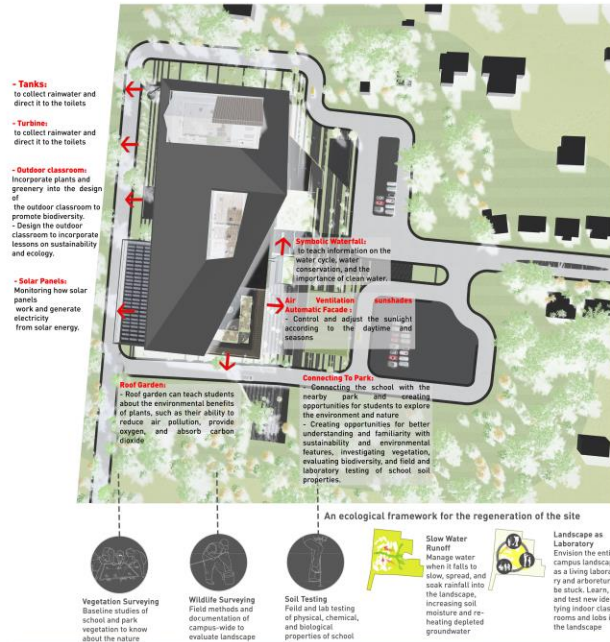 - Tanks:
to collect rainwater and
direct it to the toilets
- Turbine:
to collect rainwater and
direct it to the toilets
- Outdoor classroom:
Incorporate plants and
greenery into the design
of
the outdoor classroom to
promote biodiversity.
- Design the outdoor
classroom to incorporate
lessons on sustainability
and ecology.
- Solar Panels:
Monitoring how solar
panels
work and generate
electricity
from solar energy.
Symbolic Waterfall:
to teach information on the
water cycle, water
conservation, and the
importance of clean water.
Air Ventilation sunshades
Automatic Facade :
- Control and adjust the sunlight
according to the daytime and
seasons
Roof Garden:
- Roof garden can teach students
about the environmental benefits
of plants, such as their ability to
reduce air pollution, provide
oxygen, and absorb carbon
dioxide
Connecting To Park:
- Connecting the school with the
nearby park and creating
opportunities for students to explore
the environment and nature
- Creating opportunities for better
understanding and familiarity with
sustainability and environmental
features, investigating vegetation,
evaluating biodiversity, and field and
laboratory testing of school soil
properties.
An ecological framework for the regeneration of the site
Vegetation Surveying
Baseline studies of
school and park
vegetation to know
about the nature
Wildlife Surveying
Field methods and
documentation of
campus-wide to
evaluate landscape
Soil Testing
Feild and lab testing
of physical, chemical,
and biological
properties of school
Slow Water
Runoff
Manage water
when it falls to
slow, spread, and
soak rainfall into
the landscape,
increasing soil
moisture and re-
heating depleted
groundwater
Landscape as
Laboratory
Envision the enti
campus landscap
as a living labora-
ry and arboretum
be stuck. Learn,
and test new ide
tying indoor clas
rooms and labs
the landscape